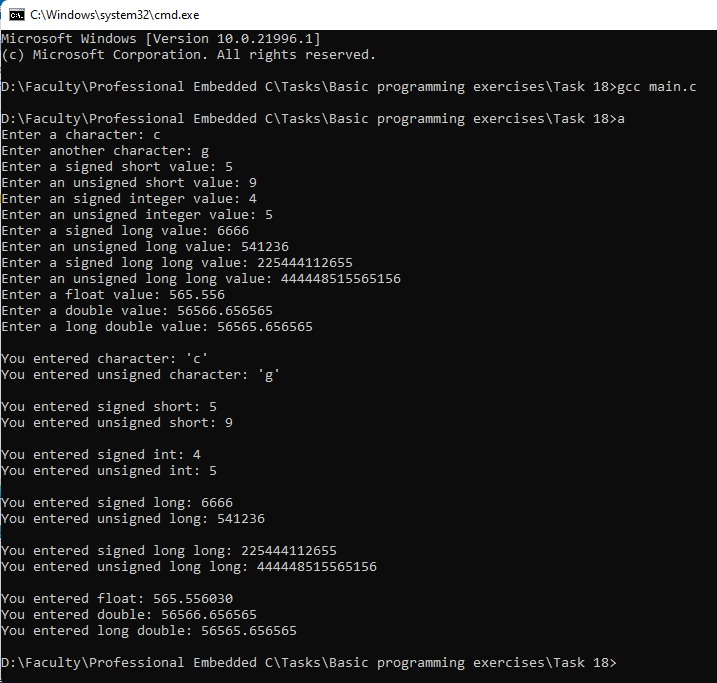 C:\Windows\system32\cmd.exe
Microsoft Windows [Version 10.0.21996.1]
(c) Microsoft Corporation. All rights reserved.
D:\Faculty\Professional Embedded C\Tasks\Basic programming exercises\Task 18>gcc main.c
D:\Faculty\Professional Embedded C\Tasks\Basic programming exercises\Task 18>a
Enter a character: c
Enter another character: g
Enter a signed short value: 5
Enter an unsigned short value: 9
Enter an signed integer value: 4
Enter an unsigned integer value: 5
Enter a signed long value: 6666
Enter an unsigned long value: 541236
Enter a signed long long value: 225444112655
Enter an unsigned long long value: 444448515565156
Enter a float value: 565.556
Enter a double value: 56566.656565
Enter a long double value: 56565.656565
You entered character: 'c'
You entered unsigned character: 'g'
You entered signed short: 5
You entered unsigned short: 9
You entered signed int: 4
You entered unsigned int: 5
You entered signed long: 6666
You entered unsigned long: 541236
You entered signed long long: 225444112655
You entered unsigned long long: 444448515565156
You entered float: 565.556030
You entered double: 56566.656565
You entered long double: 56565.656565
D:\Faculty\Professional Embedded C\Tasks\Basic programming exercises\Task 18>